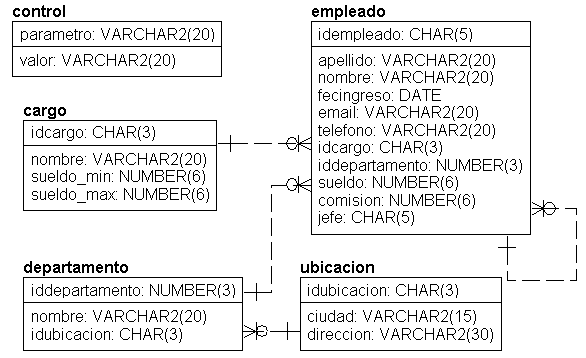 control
parametro: VARCHAR2(20)
valor: VARCHAR2(20)
cargo
idcargo: CHAR(3)
nombre: VARCHAR2(20)
sueldo_min: NUMBER(6)
sueldo_max: NUMBER(6)
empleado
idempleado: CHAR(5)
apellido: VARCHAR2(20)
nombre: VARCHAR2(20)
fecingreso: DATE
email: VARCHAR2(20)
telefono: VARCHAR2(20)
idcargo: CHAR(3)
iddepartamento: NUMBER(3)
sueldo: NUMBER(6)
comision: NUMBER(6)
jefe: CHAR(5)
departamento
iddepartamento: NUMBER(3)
nombre: VARCHAR2(20)
idubicacion: CHAR(3)
ubicacion
idubicacion: CHAR(3)
ciudad: VARCHAR2(15)
direccion: VARCHAR2(30)